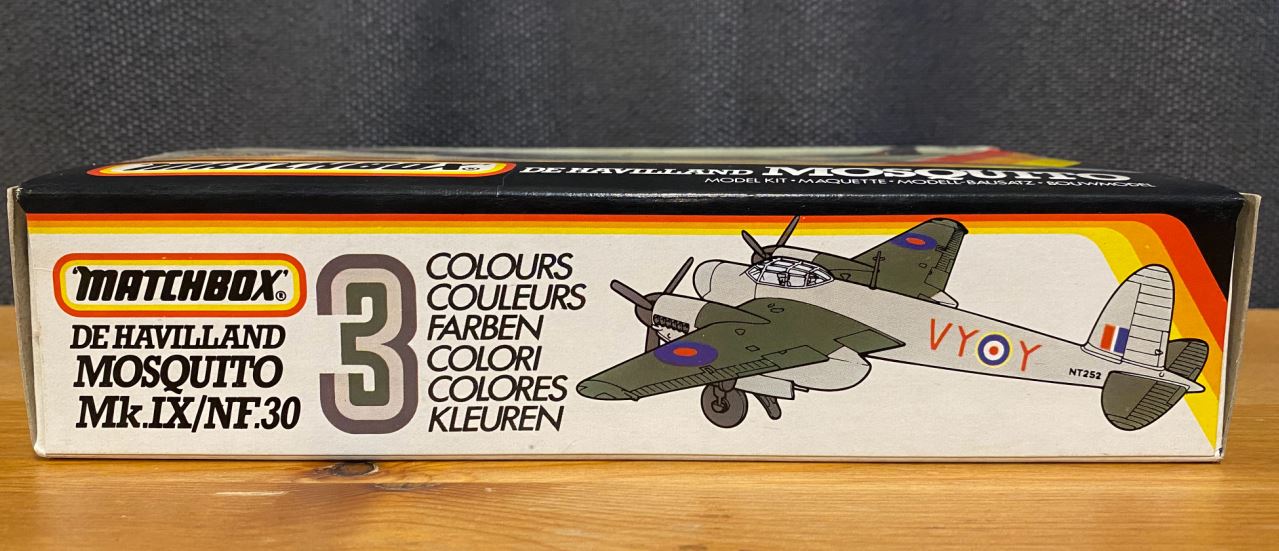 MATCHBOX®
DE HAVILLAND MOSQUITO
MODEL KIT • MAQUETTE • MODELL-BAUSATZ • BOUWMODEL
MATCHBOX®
DE HAVILLAND
MOSQUITO
Mk.IX/NF.30
3
COLOURS
COULEURS
FARBEN
COLORI
COLORES
KLEUREN
VY Y
NT252